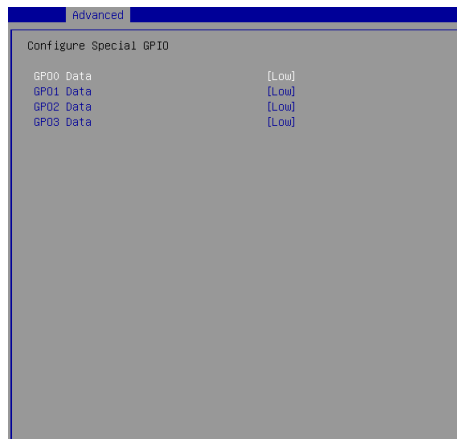 Advanced
Configure Special GPIO
GPO0 Data [Low]
GPO1 Data [Low]
GPO2 Data [Low]
GPO3 Data [Low]